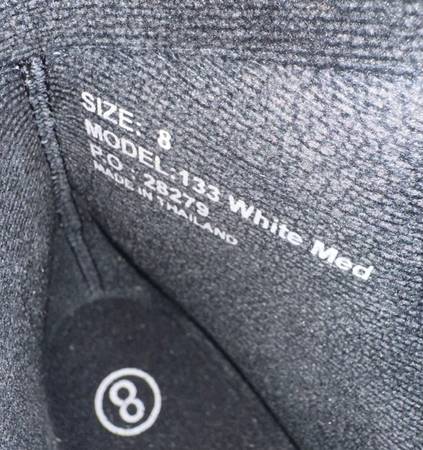 SIZE: 8
MODEL:133 White Med
P.O : 28279
MADE IN THAILAND
8